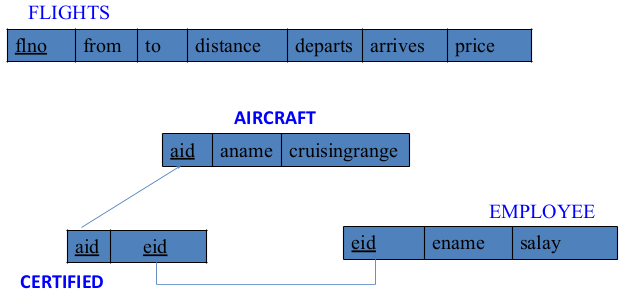 FLIGHTS
flno from to distance departs arrives price
AIRCRAFT
aid aname cruisingrange
EMPLOYEE
aid eid
eid ename salay
CERTIFIED